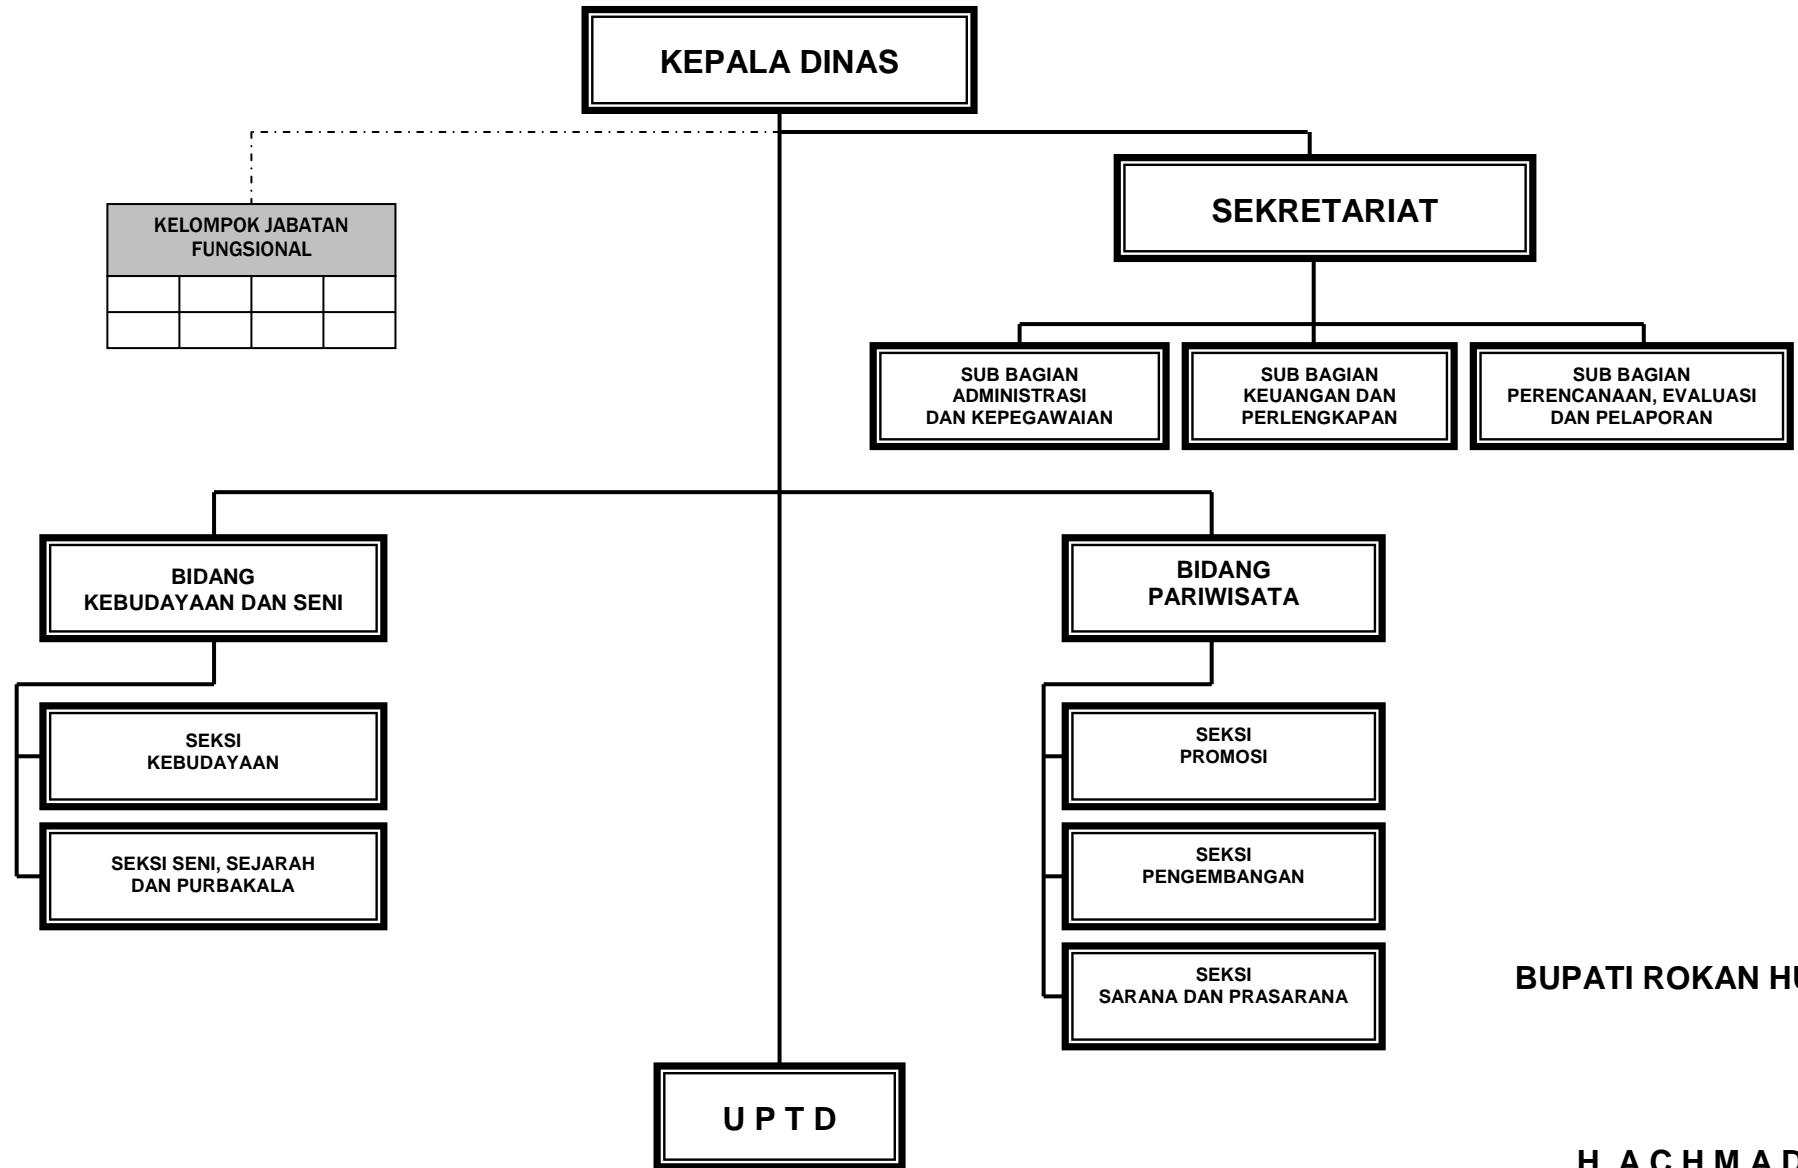 KEPALA DINAS
KELOMPOK JABATAN
FUNGSIONAL
SEKRETARIAT
SUB BAGIAN
ADMINISTRASI
DAN KEPEGAWAIAN
SUB BAGIAN
KEUANGAN DAN
PERLENGKAPAN
SUB BAGIAN
PERENCANAAN, EVALUASI
DAN PELAPORAN
BIDANG
KEBUDAYAAN DAN SENI
SEKSI
KEBUDAYAAN
SEKSI SENI, SEJARAH
DAN PURBAKALA
BIDANG
PARIWISATA
SEKSI
PROMOSI
SEKSI
PENGEMBANGAN
SEKSI
SARANA DAN PRASARANA
U P T D
BUPATI ROKAN
H. A C H M A D